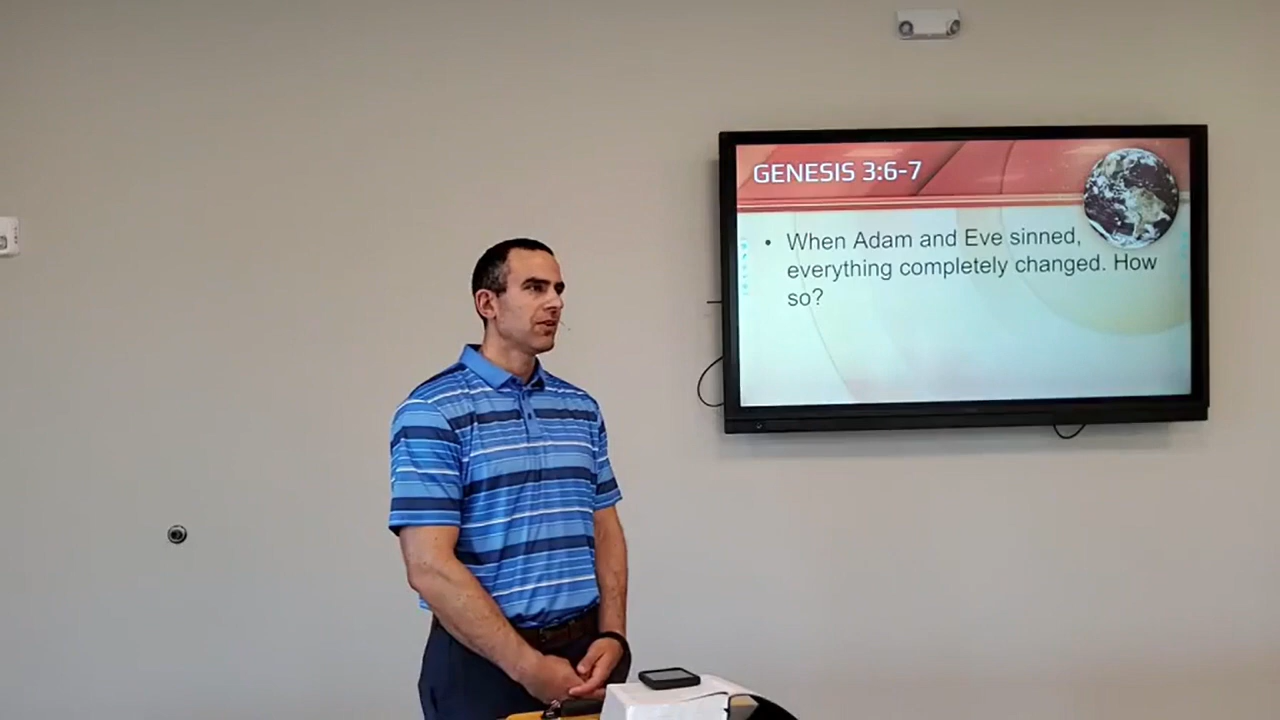 GENESIS 3:6-7
• When Adam and Eve sinned,
everything completely changed. How
so?